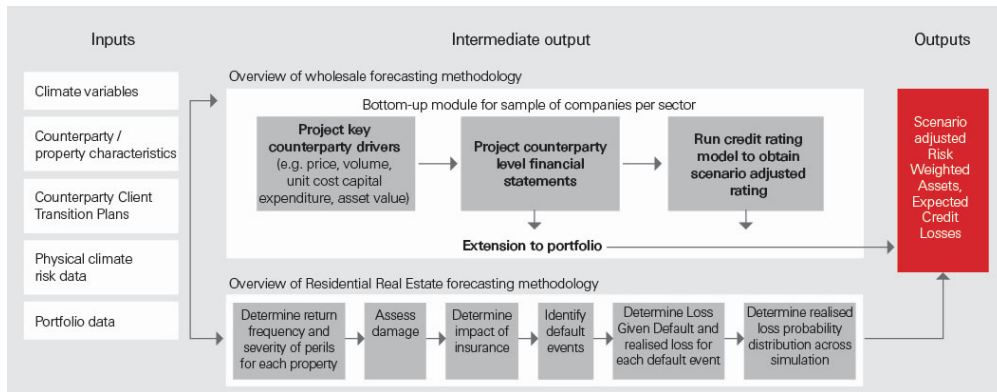 Inputs
Intermediate output
Outputs
Climate variables
Counterparty /
property characteristics
Counterparty Client
Transition Plans
Physical climate
risk data
Portfolio data
Overview of wholesale forecasting methodology
Bottom-up module for sample of companies per sector
Project key
counterparty drivers
(e.g. price, volume,
unit cost capital
expenditure, asset value)
Project counterparty
level financial
statements
Run credit rating
model to obtain
scenario adjusted
rating
Extension to portfolio
Overview of Residential Real Estate forecasting methodology
Determine return
frequency and
severity of perils
for each property
Assess
damage
Determine
impact of
insurance
Identify
default
events
Determine Loss
Given Default and
realised loss for
each default event
Determine realised
loss probability
distribution across
simulation
Scenario
adjusted
Risk
Weighted
Assets,
Expected
Credit
Losses